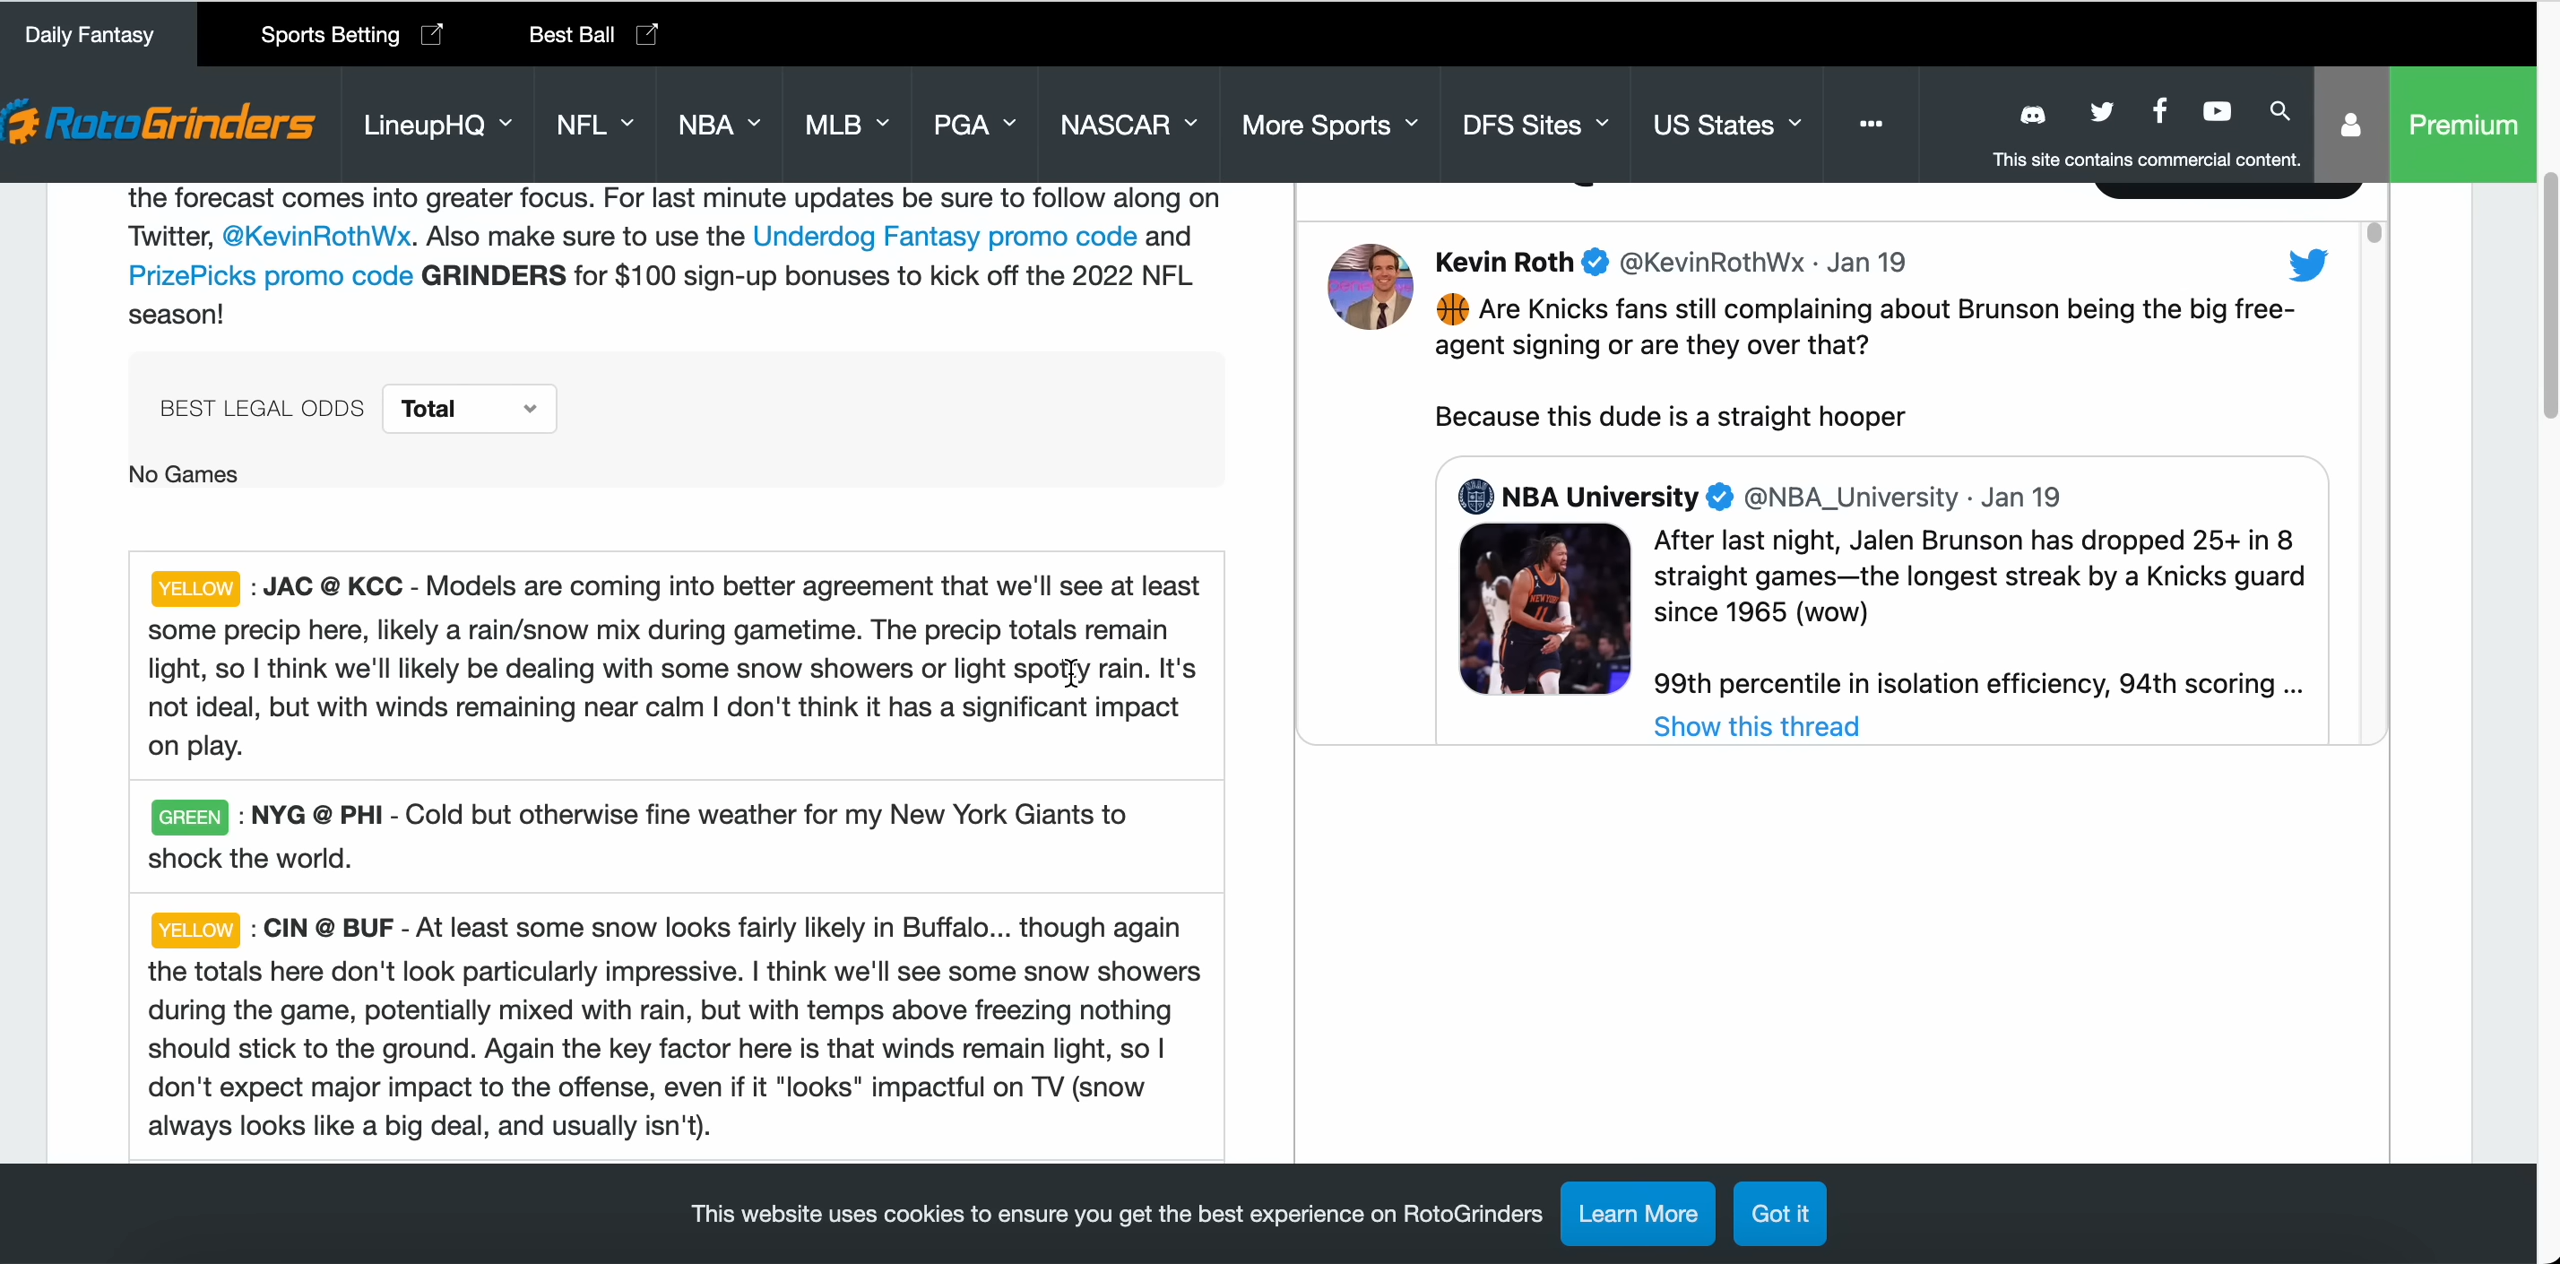 Daily Fantasy
Sports Betting
Best Ball
RotoGrinders
LineupHQ
NFL
NBA
MLB
PGA
NASCAR
More Sports
DFS Sites
US States
This site contains commercial content.
Premium
the forecast comes into greater focus. For last minute updates be sure to follow along on
Twitter, @KevinRothWx. Also make sure to use the Underdog Fantasy promo code and
PrizePicks promo code GRINDERS for $100 sign-up bonuses to kick off the 2022 NFL
season!
BEST LEGAL ODDS
Total
No Games
YELLOW : JAC @ KCC - Models are coming into better agreement that we'll see at least
some precip here, likely a rain/snow mix during gametime. The precip totals remain
light, so I think we'll likely be dealing with some snow showers or light spotty rain. It's
not ideal, but with winds remaining near calm I don't think it has a significant impact
on play.
GREEN : NYG @ PHI - Cold but otherwise fine weather for my New York Giants to
shock the world.
YELLOW : CIN @ BUF - At least some snow looks fairly likely in Buffalo... though again
the totals here don't look particularly impressive. I think we'll see some snow showers
during the game, potentially mixed with rain, but with temps above freezing nothing
should stick to the ground. Again the key factor here is that winds remain light, so I
don't expect major impact to the offense, even if it "looks" impactful on TV (snow
always looks like a big deal, and usually isn't).
Kevin Roth @KevinRothWx · Jan 19
🏀 Are Knicks fans still complaining about Brunson being the big free-
agent signing or are they over that?
Because this dude is a straight hooper
NBA University @NBA_University · Jan 19
After last night, Jalen Brunson has dropped 25+ in 8
straight games—the longest streak by a Knicks guard
since 1965 (wow)
99th percentile in isolation efficiency, 94th scoring ...
Show this thread
This website uses cookies to ensure you get the best experience on RotoGrinders
Learn More
Got it